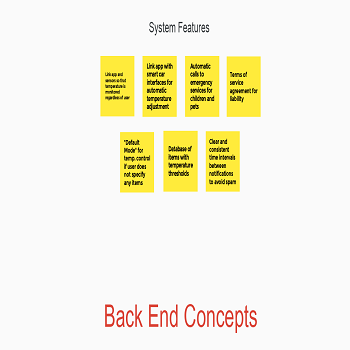 System Features
Link app and
sensors so that
temperature is
monitored
regardless of user
Link app with
smart car
interfaces for
automatic
temperature
adjustment
Automatic
calls to
emergency
services for
children and
pets
Terms of
service
agreement for
liability
"Default
Mode" for
temp. control
if user does
not specify
any items
Database of
items with
temperature
thresholds
Clear and
consistent
time intervals
between
notifications
to avoid spam
Back End Concepts